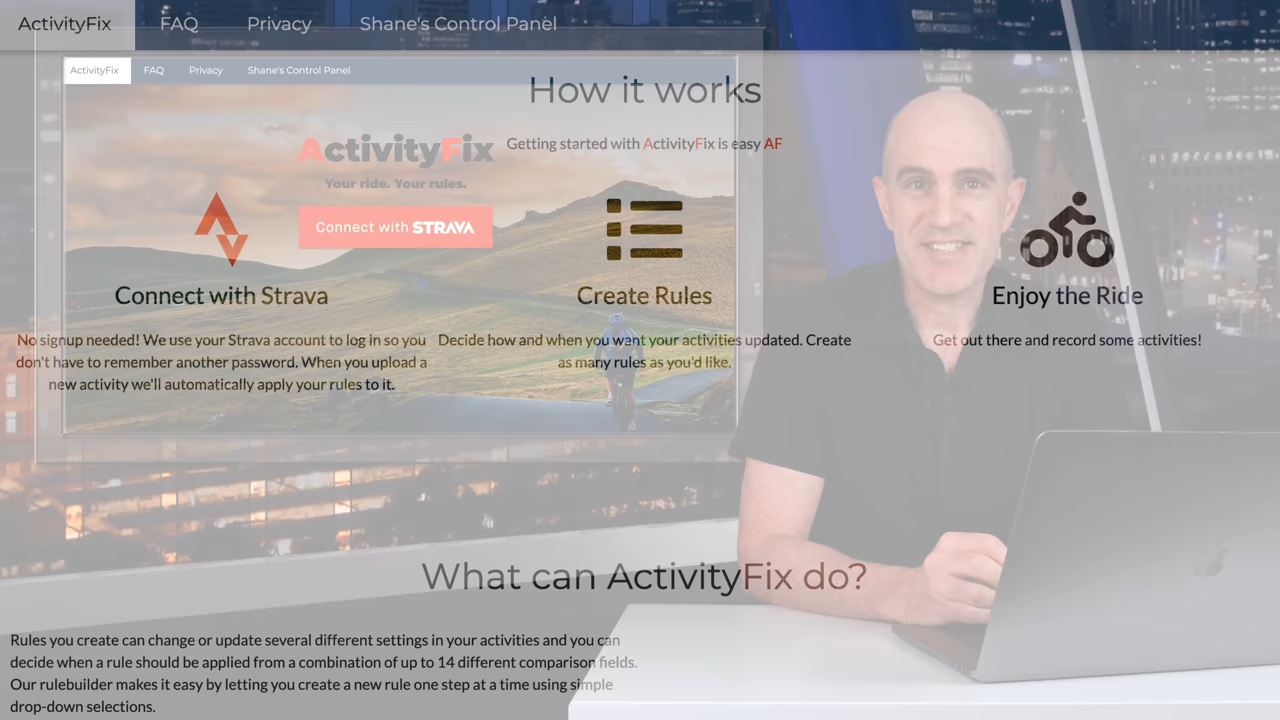 ActivityFix FAQ Privacy Shane's Control Panel
ActivityFix FAQ Privacy Shane's Control Panel
How it works
Getting started with ActivityFix is easy AF
ActivityFix
Your ride. Your rules.
Connect with STRAVA
Connect with Strava
No signup needed! We use your Strava account to log in so you
don't have to remember another password. When you upload a
new activity we'll automatically apply your rules to it.
Create Rules
Decide how and when you want your activities updated. Create
as many rules as you'd like.
Enjoy the Ride
Get out there and record some activities!
What can ActivityFix do?
Rules you create can change or update several different settings in your activities and you can
decide when a rule should be applied from a combination of up to 14 different comparison fields.
Our rulebuilder makes it easy by letting you create a new rule one step at a time using simple
drop-down selections.